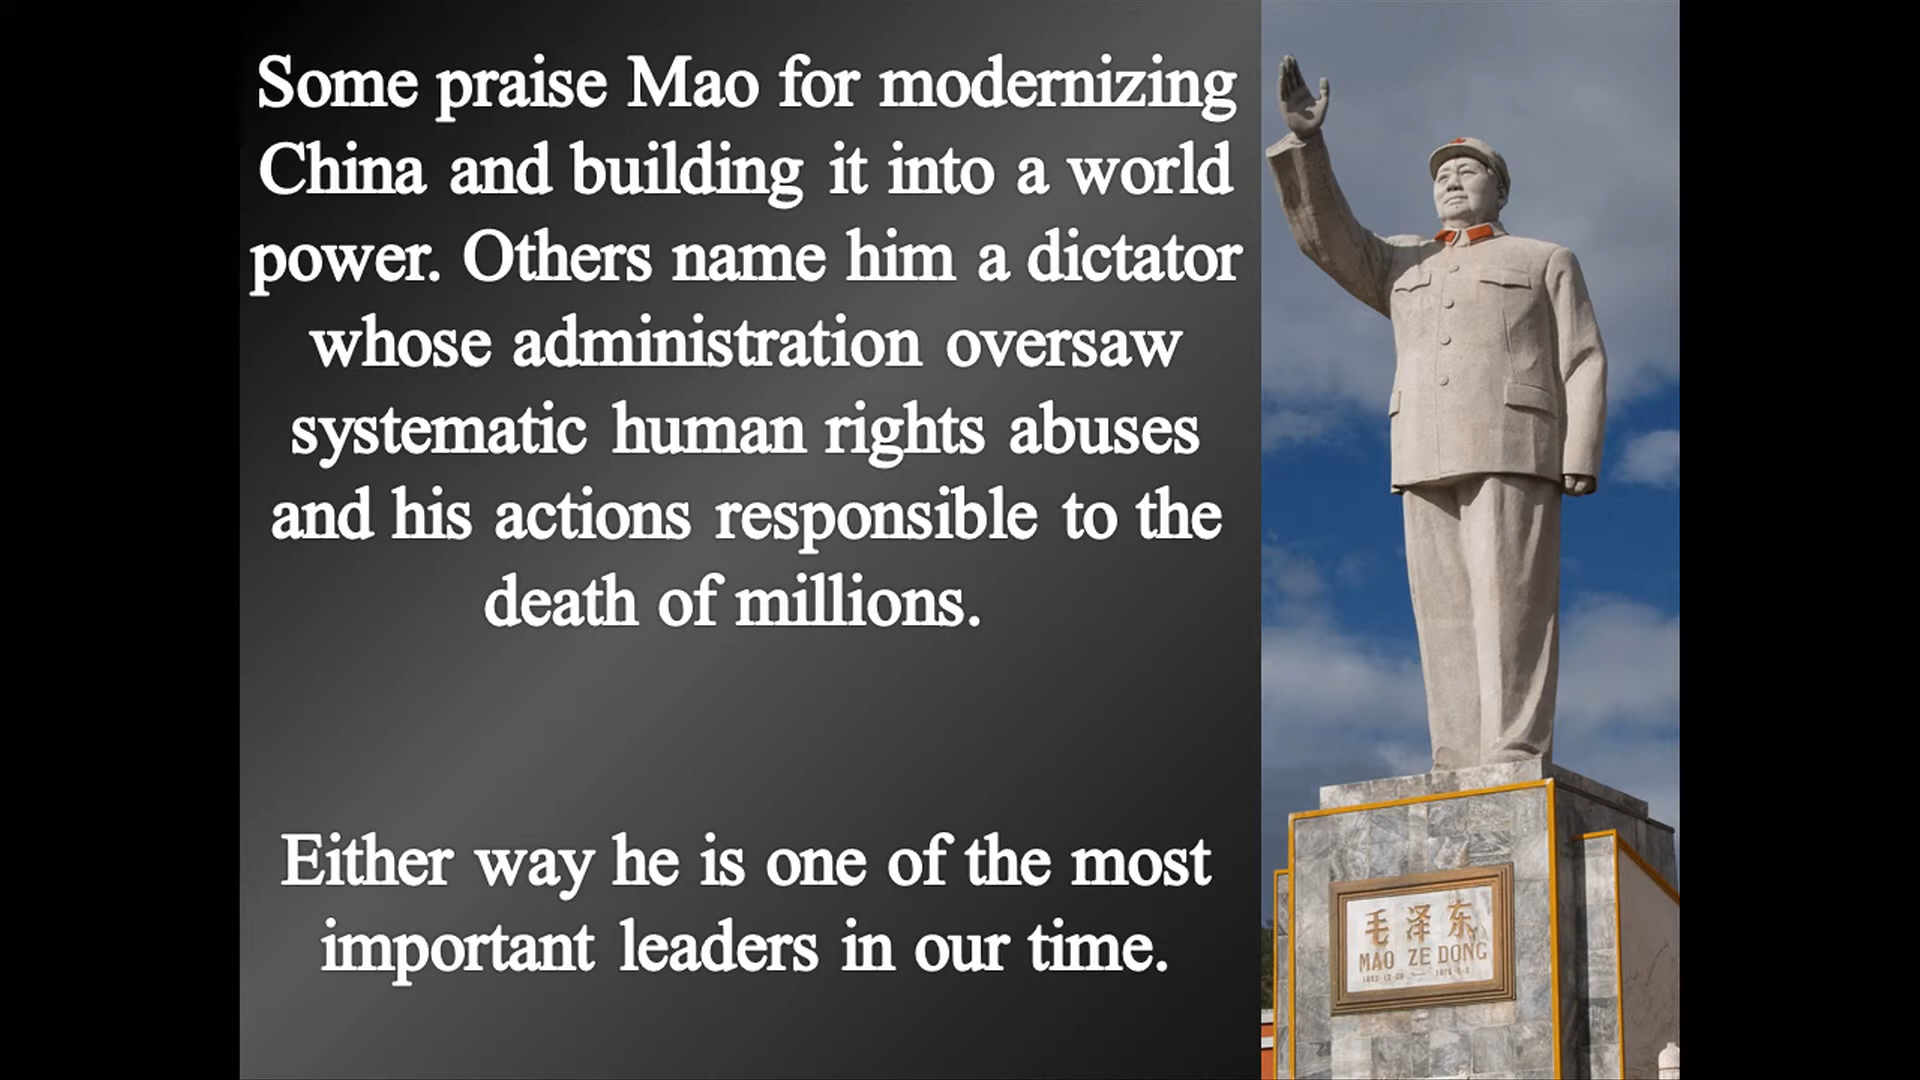 Some praise Mao for modernizing
China and building it into a world
power. Others name him a dictator
whose administration oversaw
systematic human rights abuses
and his actions responsible to the
death of millions.
Either way he is one of the most
important leaders in our time.
毛泽东
MAO ZE DONG